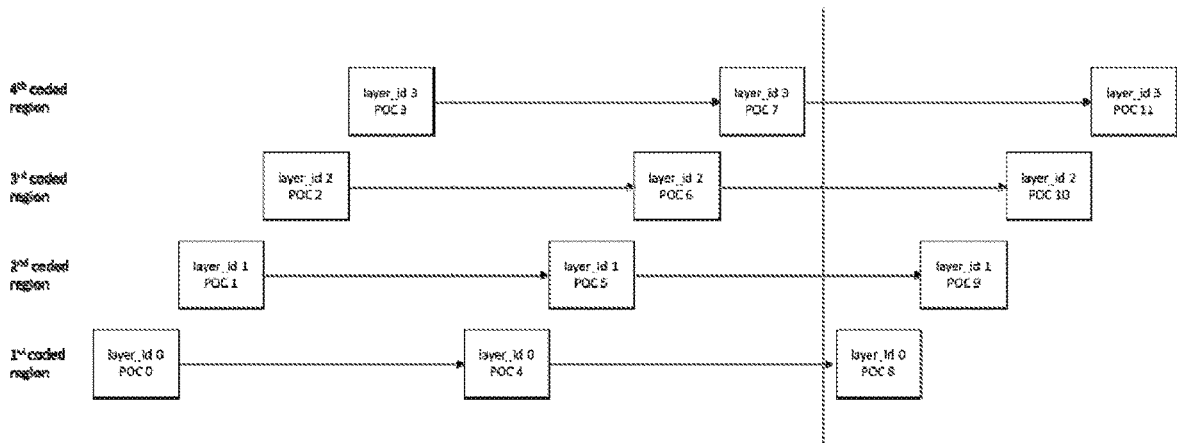 4th coded
region
layer_id 3
POC 3
layer_id 3
POC 7
layer_id 3
POC 11
3rd coded
region
layer_id 2
POC 2
layer_id 2
POC 6
layer_id 2
POC 10
2nd coded
region
layer_id 1
POC 1
layer_id 1
POC 5
layer_id 1
POC 9
1st coded
region
layer_id 0
POC 0
layer_id 0
POC 4
layer_id 0
POC 8